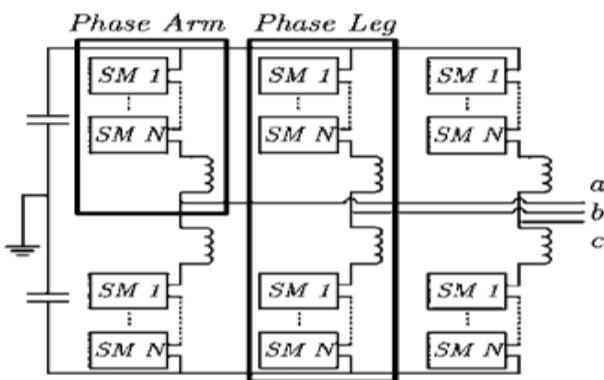 Phase Arm Phase Leg
SM 1 SM 1 SM 1
SM N SM N SM N
a
b
c
SM 1 SM 1 SM 1
SM N SM N SM N